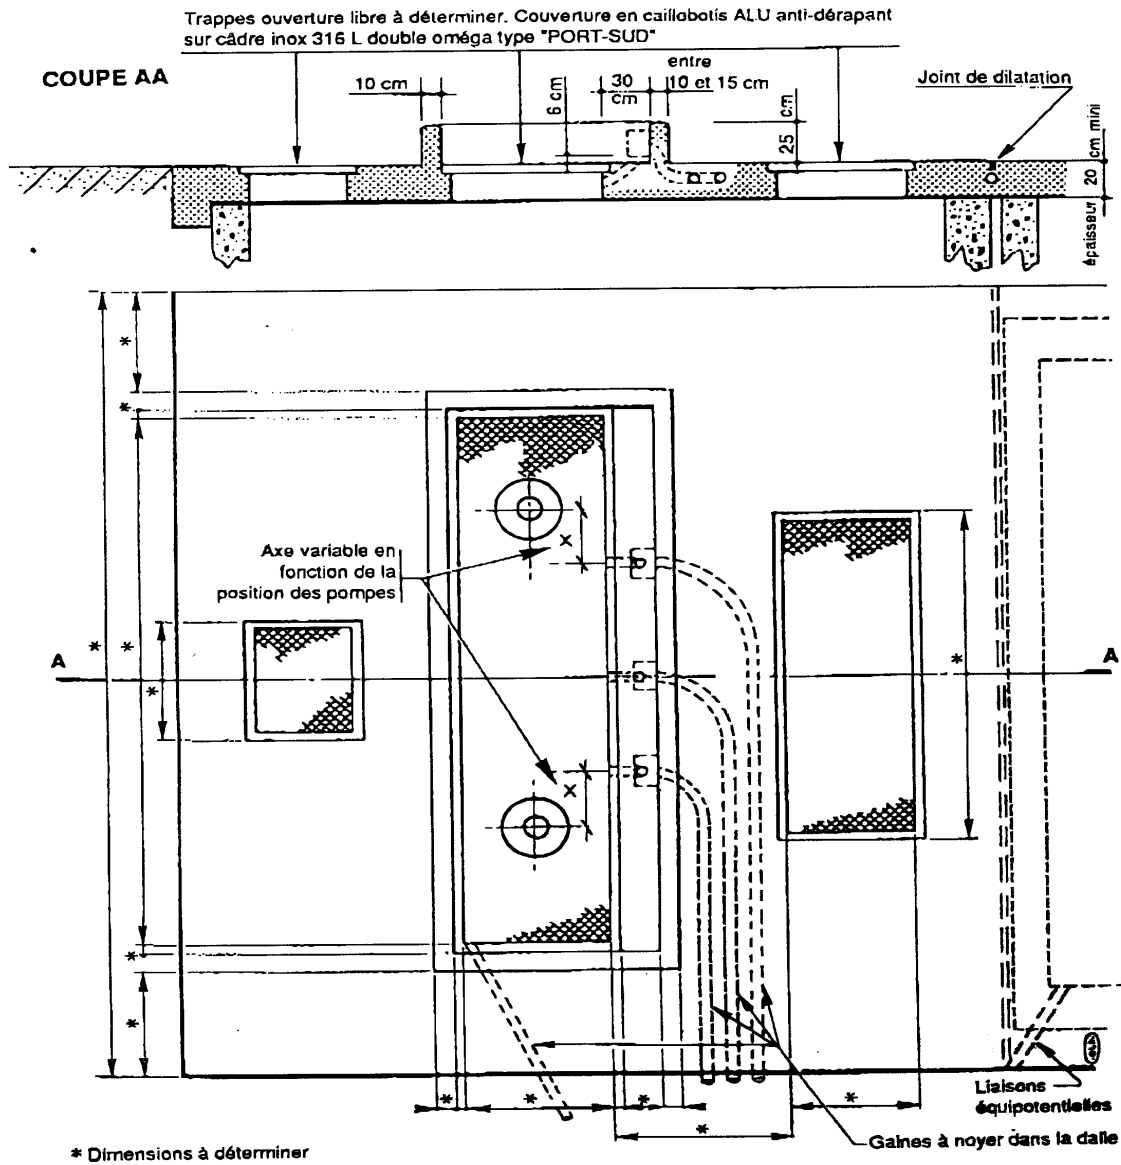 Trappes ouverture libre à déterminer. Couverture en caillobotis ALU anti-dérapant
sur câdre inox 316 L double oméga type "PORT-SUD"
COUPE AA
10 cm
6 cm
30
cm
entre
10 et 15 cm
25 cm
Joint de dilatation
épaisseur 20 cm mini
*
*
Axe variable en
fonction de la
position des pompes
x
A
*
*
*
*
A
x
*
*
*
*
*
*
*
Liaisons
équipotentielles
Gaines à noyer dans la dalle
* Dimensions à déterminer